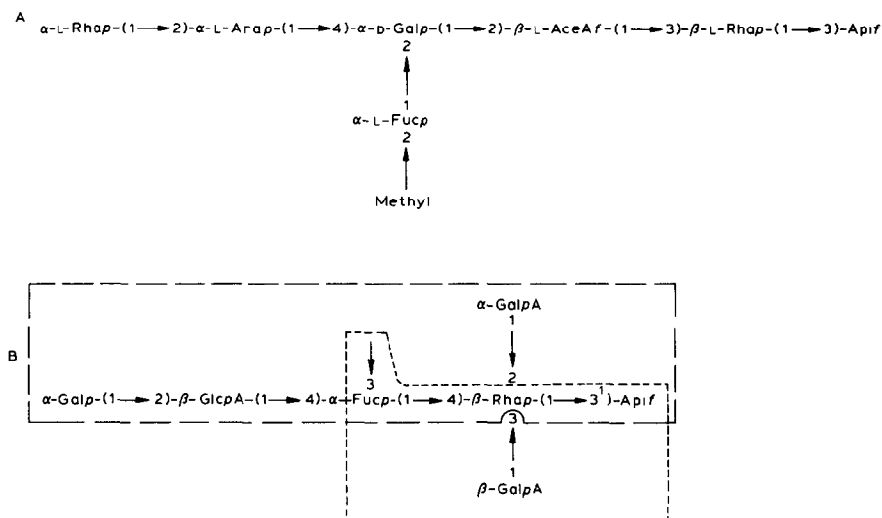 A
α-L-Rhap-(1⟶2)-α-L-Arap-(1⟶4)-α-D-Galp-(1⟶2)-β-L-AceAf-(1⟶3)-β-L-Rhap-(1⟶3)-Apif
2
1
α-L-Fucp
2
Methyl
α-GalpA
1
B
3
2
α-Galp-(1⟶2)-β-GlcpA-(1⟶4)-α-Fucp-(1⟶4)-β-Rhap-(1⟶3¹)-Apif
3
1
β-GalpA